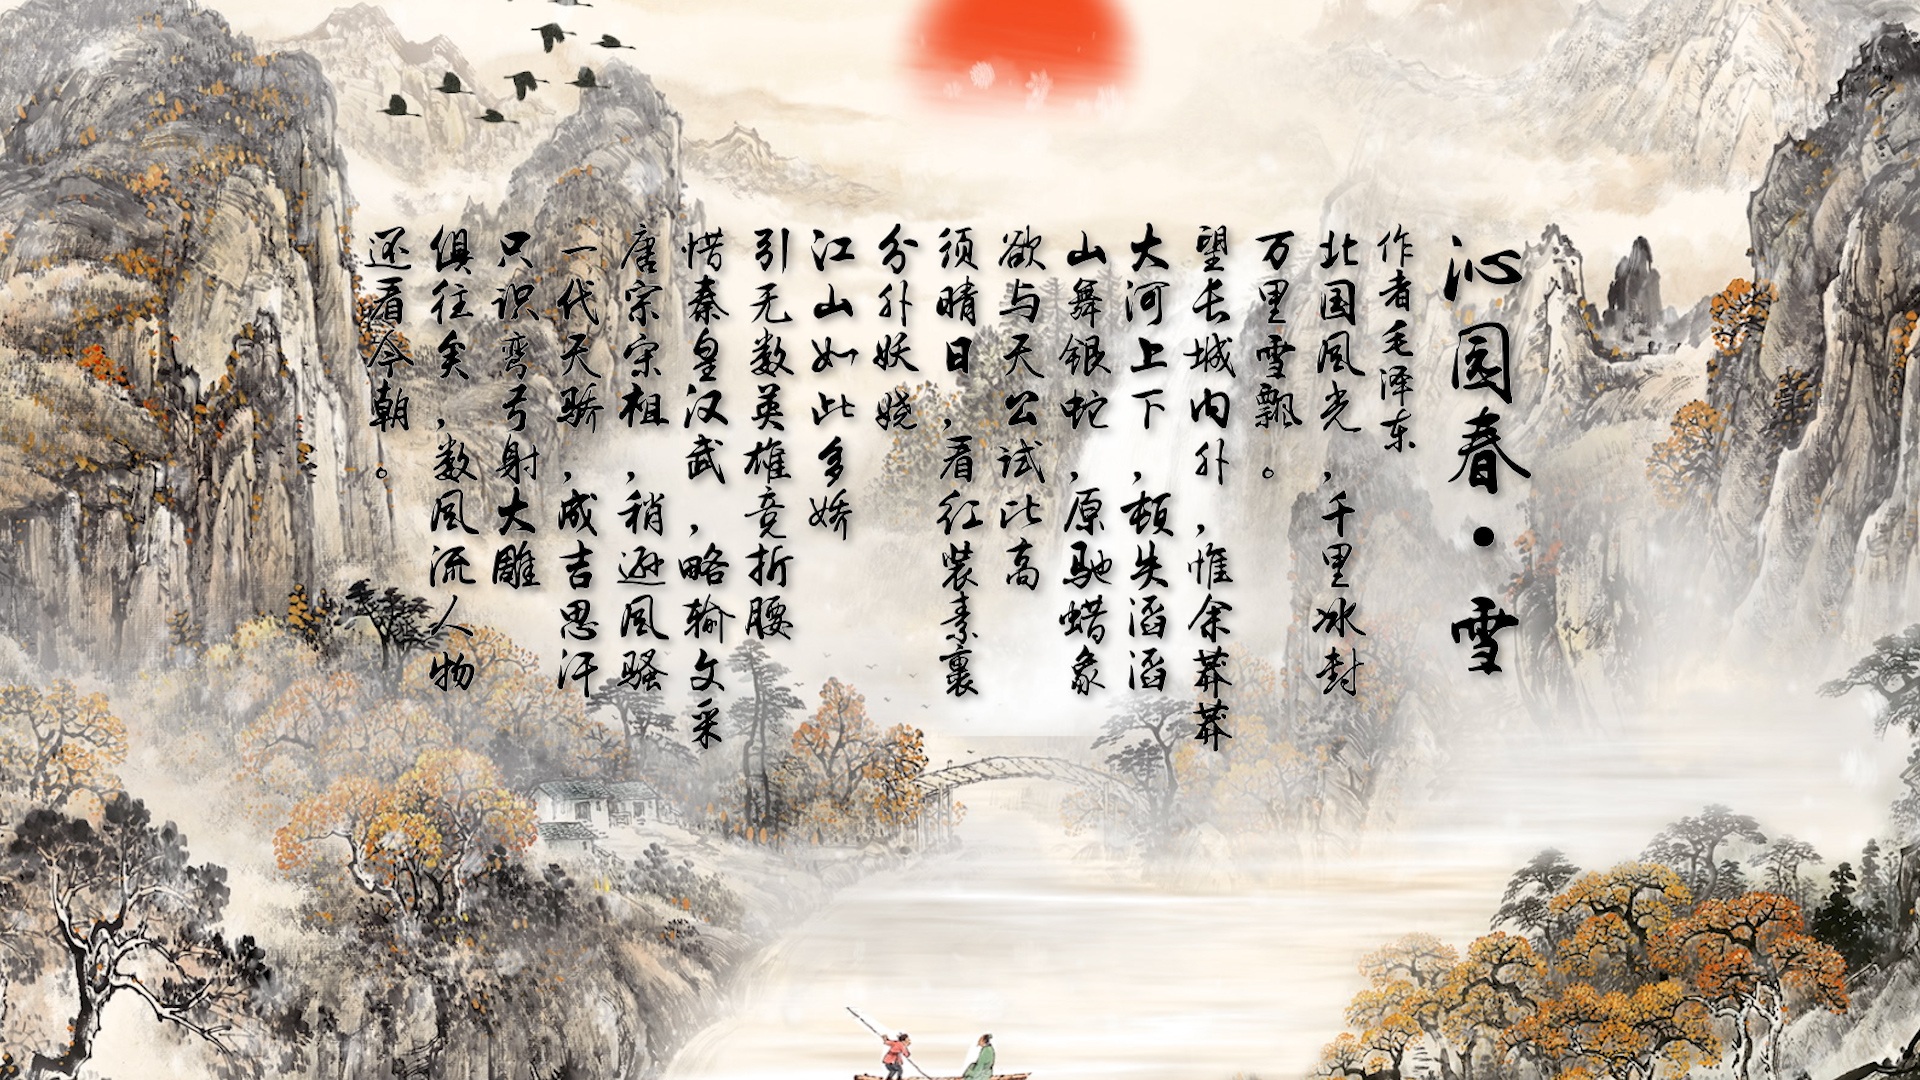 沁园春·雪
作者毛泽东
北国风光,千里冰封
万里雪飘。
望长城内外,惟余莽莽
大河上下,顿失滔滔
山舞银蛇,原驰蜡象
欲与天公试比高
须晴日,看红装素裹
分外妖娆
江山如此多娇
引无数英雄竞折腰
惜秦皇汉武,略输文采
唐宗宋祖,稍逊风骚
一代天骄,成吉思汗
只识弯弓射大雕
俱往矣,数风流人物
还看今朝。